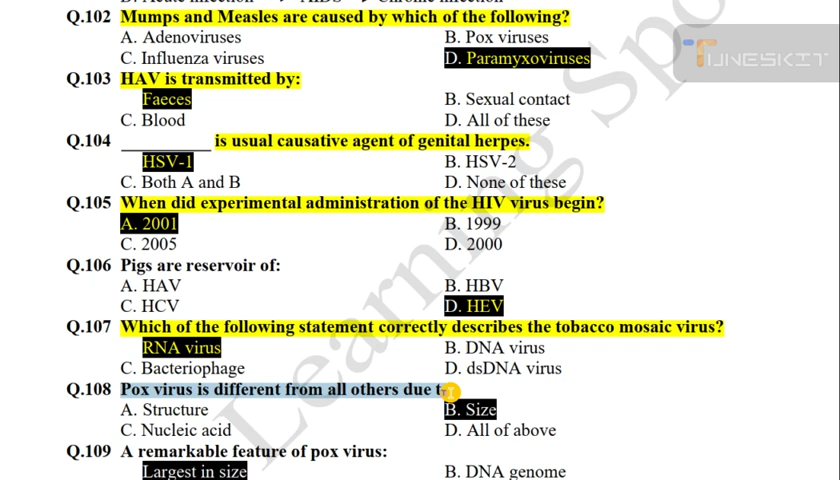 Q.102 Mumps and Measles are caused by which of the following?
A. Adenoviruses B. Pox viruses
C. Influenza viruses D. Paramyxoviruses
Q.103 HAV is transmitted by:
Faeces B. Sexual contact
C. Blood D. All of these
Q.104 __________ is usual causative agent of genital herpes.
HSV-1 B. HSV-2
C. Both A and B D. None of these
Q.105 When did experimental administration of the HIV virus begin?
A. 2001 B. 1999
C. 2005 D. 2000
Q.106 Pigs are reservoir of:
A. HAV B. HBV
C. HCV D. HEV
Q.107 Which of the following statement correctly describes the tobacco mosaic virus?
RNA virus B. DNA virus
C. Bacteriophage D. dsDNA virus
Q.108 Pox virus is different from all others due
A. Structure B. Size
C. Nucleic acid D. All of above
Q.109 A remarkable feature of pox virus:
Largest in size B. DNA genome
Learning Spo
TUNESKIT